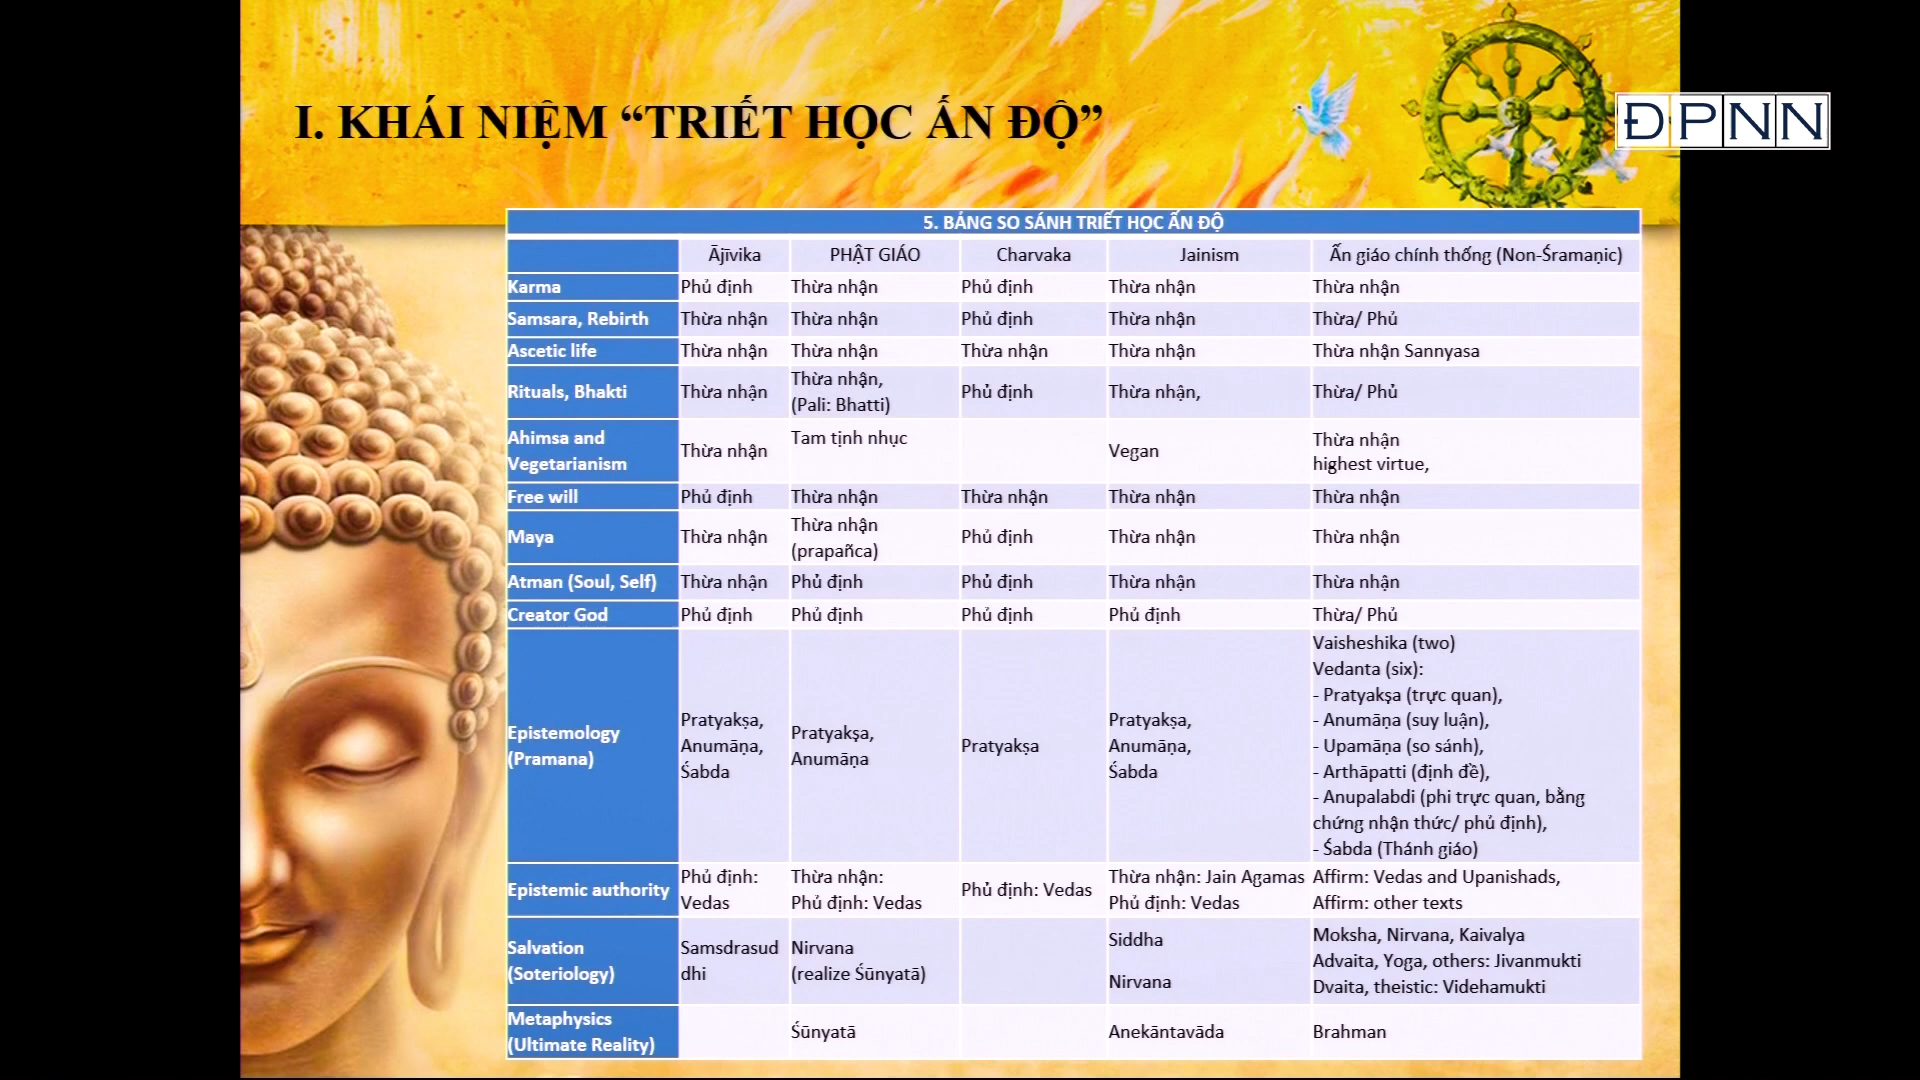 I. KHÁI NIỆM “TRIẾT HỌC ẤN ĐỘ”
ĐPNN
5. BẢNG SO SÁNH TRIẾT HỌC ẤN ĐỘ
Ājīvika PHẬT GIÁO Charvaka Jainism Ấn giáo chính thống (Non-Śramaṇic)
Karma Phủ định Thừa nhận Phủ định Thừa nhận Thừa nhận
Samsara, Rebirth Thừa nhận Thừa nhận Phủ định Thừa nhận Thừa/ Phủ
Ascetic life Thừa nhận Thừa nhận Thừa nhận Thừa nhận Thừa nhận Sannyasa
Rituals, Bhakti Thừa nhận Thừa nhận,
(Pali: Bhatti) Phủ định Thừa nhận, Thừa/ Phủ
Ahimsa and
Vegetarianism Thừa nhận Tam tịnh nhục Vegan Thừa nhận
highest virtue,
Free will Phủ định Thừa nhận Thừa nhận Thừa nhận Thừa nhận
Maya Thừa nhận Thừa nhận
(prapañca) Phủ định Thừa nhận Thừa nhận
Atman (Soul, Self) Thừa nhận Phủ định Phủ định Thừa nhận Thừa nhận
Creator God Phủ định Phủ định Phủ định Phủ định Thừa/ Phủ
Epistemology
(Pramana)
Pratyakṣa,
Anumāṇa,
Śabda
Pratyakṣa,
Anumāṇa
Pratyakṣa
Pratyakṣa,
Anumāṇa,
Śabda
Vaisheshika (two)
Vedanta (six):
- Pratyakṣa (trực quan),
- Anumāṇa (suy luận),
- Upamāṇa (so sánh),
- Arthāpatti (định đề),
- Anupalabdi (phi trực quan, bằng
chứng nhận thức/ phủ định),
- Śabda (Thánh giáo)
Epistemic authority
Phủ định:
Vedas
Thừa nhận:
Phủ định: Vedas
Phủ định: Vedas
Thừa nhận: Jain Agamas
Phủ định: Vedas
Affirm: Vedas and Upanishads,
Affirm: other texts
Salvation
(Soteriology)
Samsdrasud
dhi
Nirvana
(realize Śūnyatā)
Siddha
Nirvana
Moksha, Nirvana, Kaivalya
Advaita, Yoga, others: Jivanmukti
Dvaita, theistic: Videhamukti
Metaphysics
(Ultimate Reality)
Śūnyatā
Anekāntavāda
Brahman